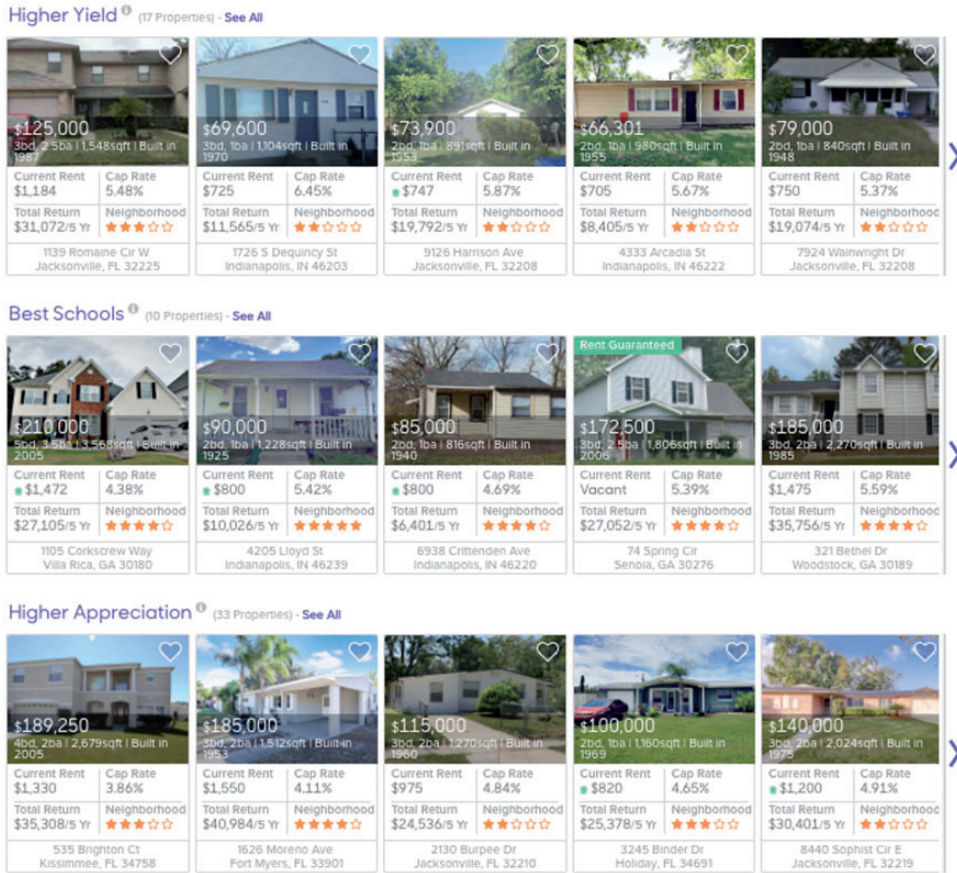 Higher Yield (17 Properties) - See All
$125,000
3bd, 2.5ba | 1,548sqft | Built in
1987
Current Rent Cap Rate
$1,184 5.48%
Total Return Neighborhood
$31,072/5 Yr
1139 Romaine Cir W
Jacksonville, FL 32225
$69,600
3bd, 1ba | 1,104sqft | Built in
1970
Current Rent Cap Rate
$725 6.45%
Total Return Neighborhood
$11,565/5 Yr
1726 S Dequincy St
Indianapolis, IN 46203
$73,900
2bd, 1ba | 891sqft | Built in
1953
Current Rent Cap Rate
$747 5.87%
Total Return Neighborhood
$19,792/5 Yr
9126 Harrison Ave
Jacksonville, FL 32208
$66,301
2bd, 1ba | 980sqft | Built in
1955
Current Rent Cap Rate
$705 5.67%
Total Return Neighborhood
$8,405/5 Yr
4333 Arcadia St
Indianapolis, IN 46222
$79,000
2bd, 1ba | 840sqft | Built in
1948
Current Rent Cap Rate
$750 5.37%
Total Return Neighborhood
$19,074/5 Yr
7924 Wainwright Dr
Jacksonville, FL 32208
Best Schools (10 Properties) - See All
$210,000
5bd, 3.5ba | 3,568sqft | Built in
2005
Current Rent Cap Rate
$1,472 4.38%
Total Return Neighborhood
$27,105/5 Yr
1105 Corkscrew Way
Villa Rica, GA 30180
$90,000
2bd, 1ba | 1,228sqft | Built in
1925
Current Rent Cap Rate
$800 5.42%
Total Return Neighborhood
$10,026/5 Yr
4205 Lloyd St
Indianapolis, IN 46239
$85,000
2bd, 1ba | 816sqft | Built in
1940
Current Rent Cap Rate
$800 4.69%
Total Return Neighborhood
$6,401/5 Yr
6938 Crittenden Ave
Indianapolis, IN 46220
Rent Guaranteed
$172,500
3bd, 2.5ba | 1,806sqft | Built in
2006
Current Rent Cap Rate
Vacant 5.39%
Total Return Neighborhood
$27,052/5 Yr
74 Spring Cir
Senoia, GA 30276
$185,000
3bd, 2ba | 2,270sqft | Built in
1985
Current Rent Cap Rate
$1,475 5.59%
Total Return Neighborhood
$35,756/5 Yr
321 Bethel Dr
Woodstock, GA 30189
Higher Appreciation (33 Properties) - See All
$189,250
4bd, 2ba | 2,679sqft | Built in
2005
Current Rent Cap Rate
$1,330 3.86%
Total Return Neighborhood
$35,308/5 Yr
535 Brighton Ct
Kissimmee, FL 34758
$185,000
3bd, 2ba | 1,512sqft | Built in
1953
Current Rent Cap Rate
$1,550 4.11%
Total Return Neighborhood
$40,984/5 Yr
1626 Moreno Ave
Fort Myers, FL 33901
$115,000
3bd, 2ba | 1,270sqft | Built in
1960
Current Rent Cap Rate
$975 4.84%
Total Return Neighborhood
$24,536/5 Yr
2130 Burpee Dr
Jacksonville, FL 32210
$100,000
2bd, 1ba | 1,160sqft | Built in
1969
Current Rent Cap Rate
$820 4.65%
Total Return Neighborhood
$25,378/5 Yr
3245 Binder Dr
Holiday, FL 34691
$140,000
3bd, 2ba | 2,024sqft | Built in
1975
Current Rent Cap Rate
$1,200 4.91%
Total Return Neighborhood
$30,401/5 Yr
8440 Sophist Cir E
Jacksonville, FL 32219